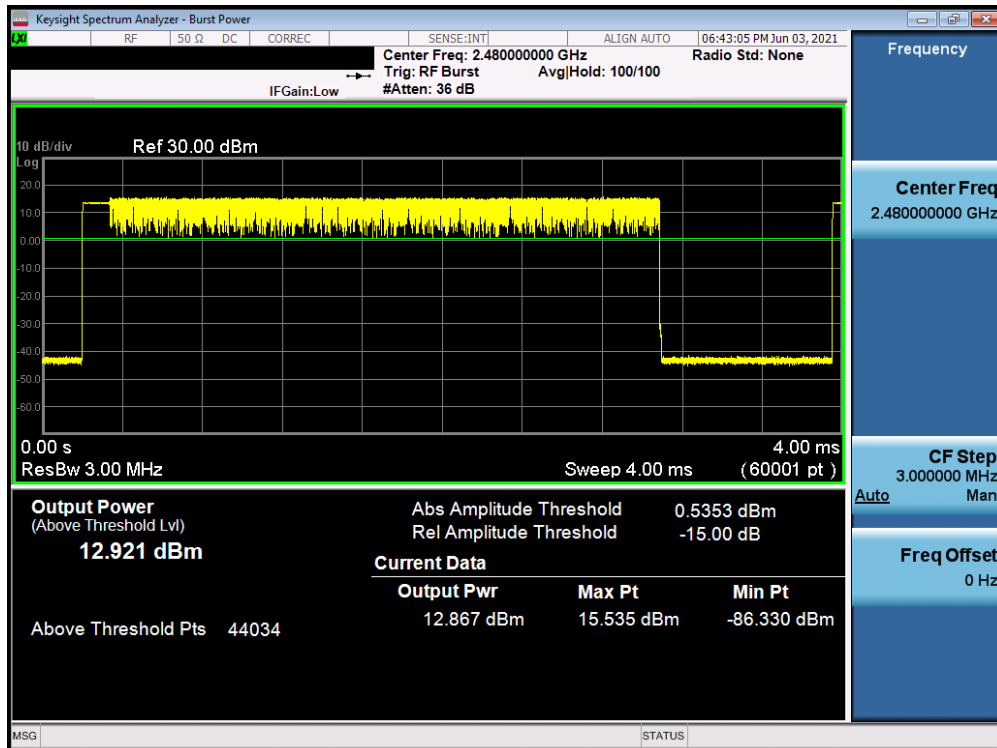 Keysight Spectrum Analyzer - Burst Power
LXI RF 50 Ω DC CORREC SENSE:INT ALIGN AUTO 06:43:05 PM Jun 03, 2021
Center Freq: 2.480000000 GHz Radio Std: None
Trig: RF Burst Avg|Hold: 100/100
IFGain:Low #Atten: 36 dB
10 dB/div Ref 30.00 dBm
Log
20.0
10.0
0.00
-10.0
-20.0
-30.0
-40.0
-50.0
-60.0
0.00 s 4.00 ms
ResBw 3.00 MHz Sweep 4.00 ms (60001 pt)
Output Power
(Above Threshold Lvl)
12.921 dBm
Above Threshold Pts 44034
Abs Amplitude Threshold 0.5353 dBm
Rel Amplitude Threshold -15.00 dB
Current Data
Output Pwr Max Pt Min Pt
12.867 dBm 15.535 dBm -86.330 dBm
Frequency
Center Freq
2.480000000 GHz
CF Step
3.000000 MHz
Auto Man
Freq Offset
0 Hz
MSG STATUS